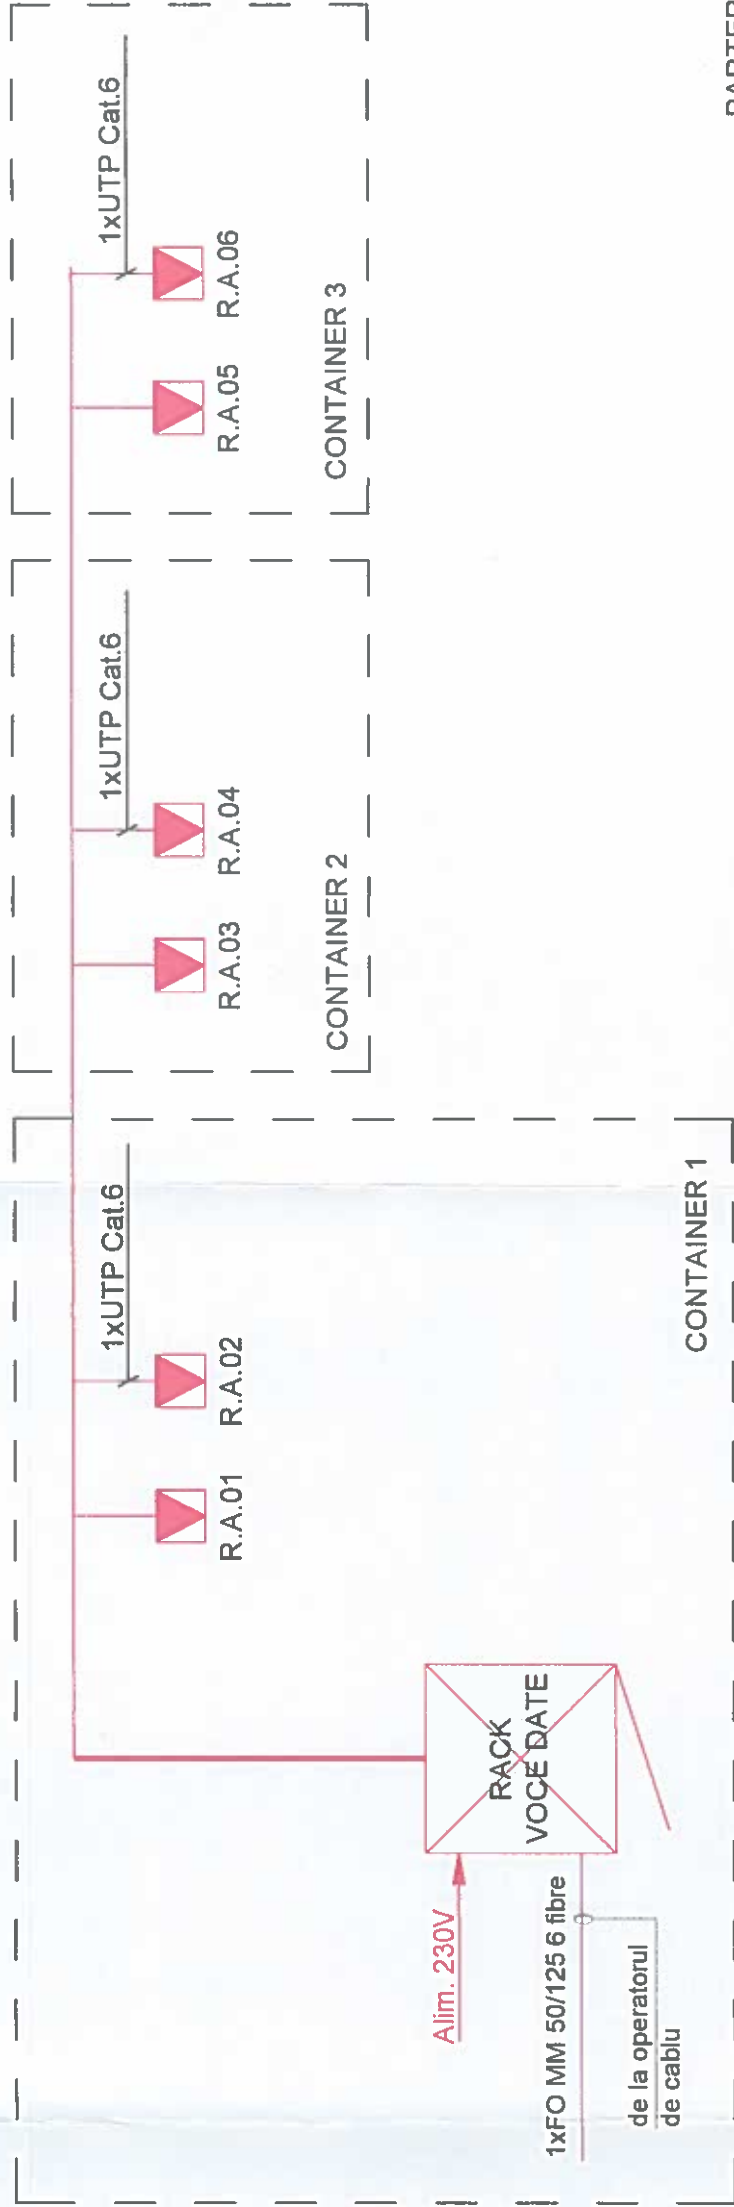 1xUTP Cat.6
R.A.01
R.A.02
CONTAINER 1
RACK
VOCE DATE
Alim. 230V
1xFO MM 50/125 6 fibre
de la operatorul
de cablu
1xUTP Cat.6
R.A.03
R.A.04
CONTAINER 2
1xUTP Cat.6
R.A.05
R.A.06
CONTAINER 3
PARTER